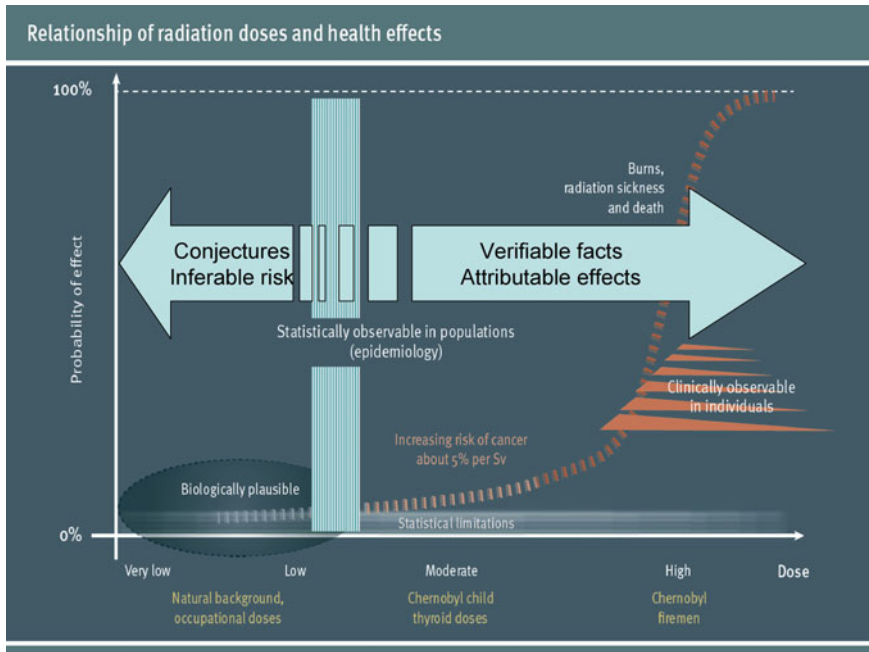 Relationship of radiation doses and health effects
100%
Burns,
radiation sickness
and death
Conjectures
Inferable risk
Verifiable facts
Attributable effects
Probability of effect
Statistically observable in populations
(epidemiology)
Clinically observable
in individuals
Increasing risk of cancer
about 5% per Sv
Biologically plausible
Statistical limitations
0%
Very low
Low
Moderate
High
Dose
Natural background,
occupational doses
Chernobyl child
thyroid doses
Chernobyl
firemen